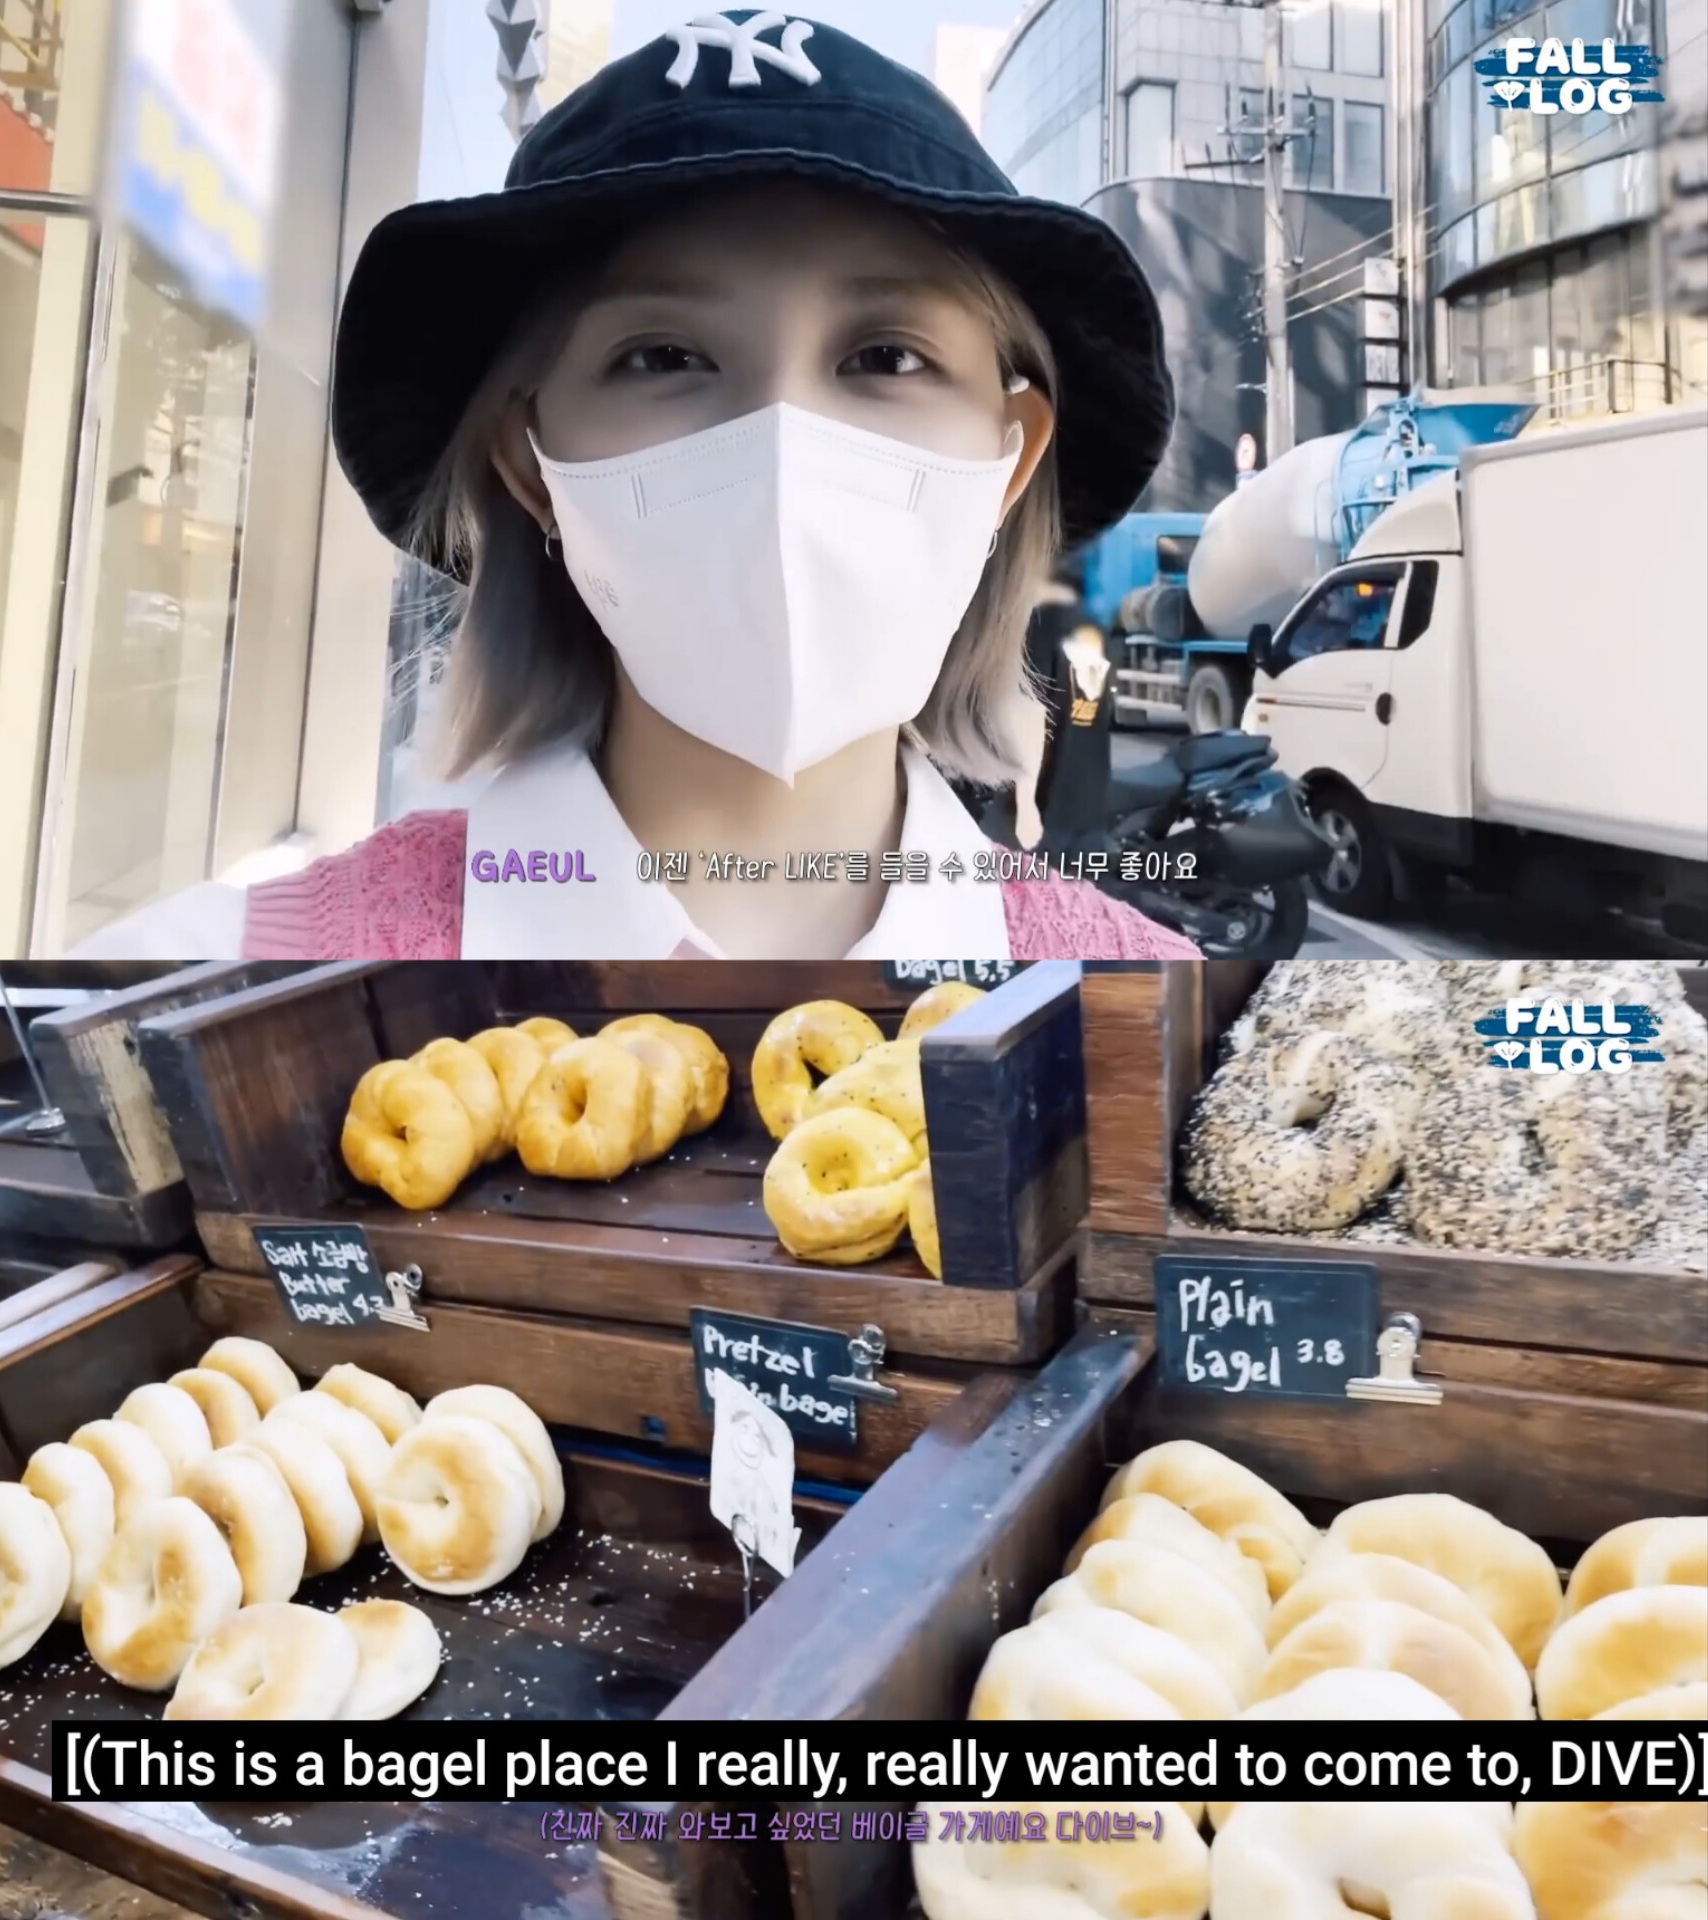 NY
FALL
LOG
GAEUL 이젠 'After LIKE'를 들을 수 있어서 너무 좋아요
bagel 5.5
FALL
LOG
Salt 소금빵
Butter
bagel 4.3
Pretzel
bagel
Plain
bagel 3.8
[(This is a bagel place I really, really wanted to come to, DIVE)]
(진짜 진짜 와보고 싶었던 베이글 가게예요 다이브~)